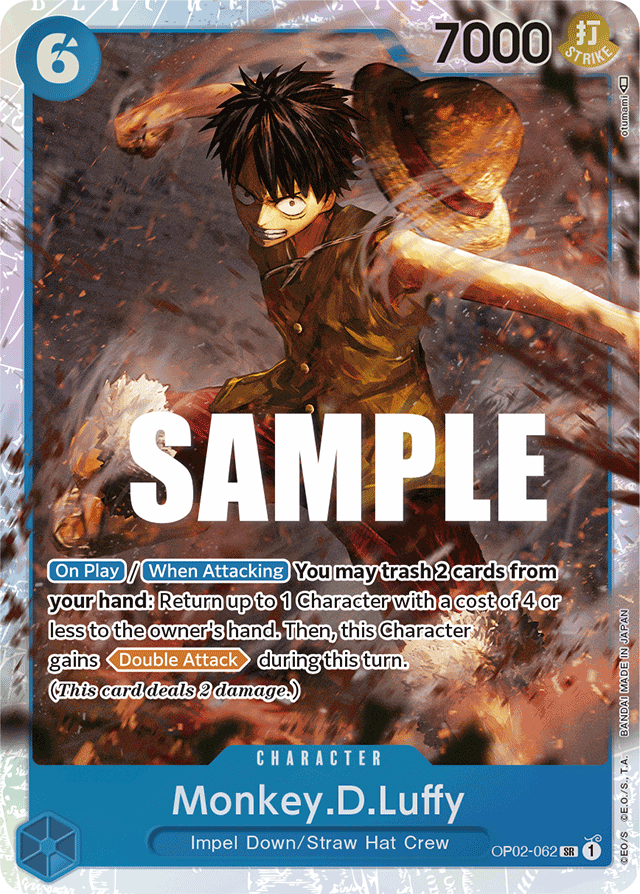 6
7000
打
STRIKE
otumami
SAMPLE
On Play / When Attacking You may trash 2 cards from
your hand: Return up to 1 Character with a cost of 4 or
less to the owner's hand. Then, this Character
gains Double Attack during this turn.
(This card deals 2 damage.)
©EO/S ©E.O./S., T.A. BANDAI MADE IN JAPAN
CHARACTER
Monkey.D.Luffy
Impel Down/Straw Hat Crew
OP02-062 SR 1